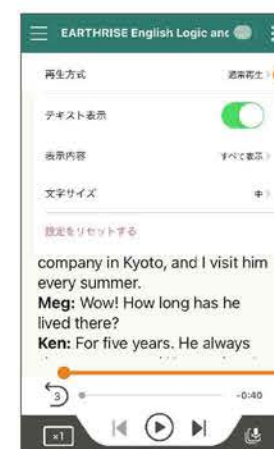 EARTHRISE English Logic and
再生方式 通常再生
テキスト表示
表示内容 すべて表示
文字サイズ 中
設定をリセットする
company in Kyoto, and I visit him
every summer.
Meg: Wow! How long has he
lived there?
Ken: For five years. He always
3
-0:40
×1